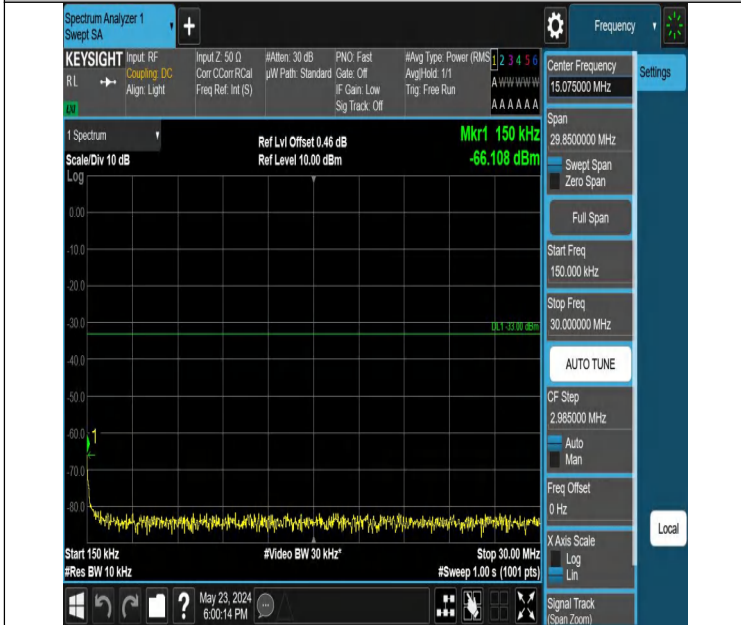 Spectrum Analyzer 1
Swept SA
+
Frequency
KEYSIGHT
RL
Input: RF
Coupling: DC
Align: Light
Input Z: 50 Ω
Corr CCorr RCal
Freq Ref: Int (S)
#Atten: 30 dB
µW Path: Standard
PNO: Fast
Gate: Off
IF Gain: Low
Sig Track: Off
#Avg Type: Power (RMS
Avg|Hold: 1/1
Trig: Free Run
1 2 3 4 5 6
A W W W W W
A A A A A A
1 Spectrum
Scale/Div 10 dB
Log
Ref Lvl Offset 0.46 dB
Ref Level 10.00 dBm
Mkr1 150 kHz
-66.108 dBm
0.00
-10.0
-20.0
-30.0
DL1 -33.00 dBm
-40.0
-50.0
-60.0
1
-70.0
-80.0
Start 150 kHz
#Res BW 10 kHz
#Video BW 30 kHz*
Stop 30.00 MHz
#Sweep 1.00 s (1001 pts)
?
May 23, 2024
6:00:14 PM
Center Frequency
15.075000 MHz
Span
29.8500000 MHz
Swept Span
Zero Span
Full Span
Start Freq
150.000 kHz
Stop Freq
30.000000 MHz
AUTO TUNE
CF Step
2.985000 MHz
Auto
Man
Freq Offset
0 Hz
X Axis Scale
Log
Lin
Signal Track
(Span Zoom)
Settings
Local